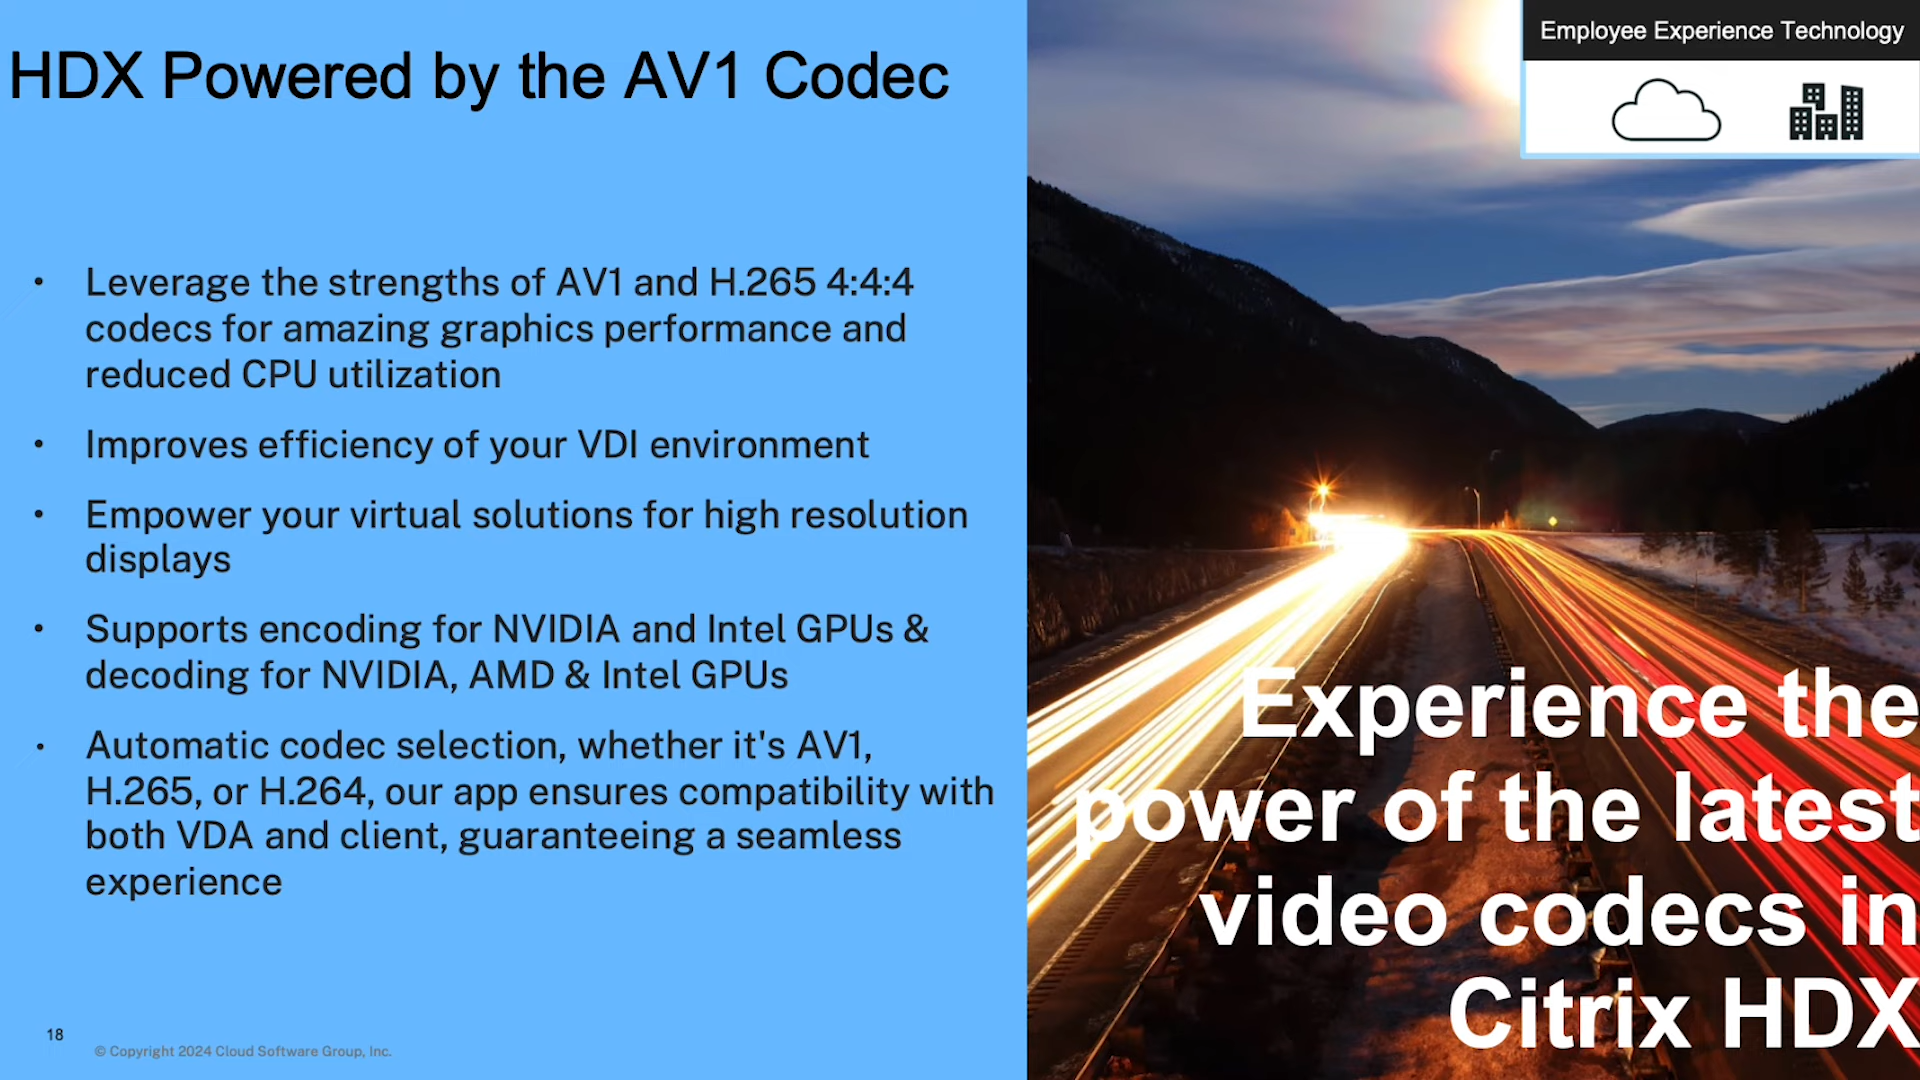 HDX Powered by the AV1 Codec
• Leverage the strengths of AV1 and H.265 4:4:4
codecs for amazing graphics performance and
reduced CPU utilization
• Improves efficiency of your VDI environment
• Empower your virtual solutions for high resolution
displays
• Supports encoding for NVIDIA and Intel GPUs &
decoding for NVIDIA, AMD & Intel GPUs
• Automatic codec selection, whether it's AV1,
H.265, or H.264, our app ensures compatibility with
both VDA and client, guaranteeing a seamless
experience
18
© Copyright 2024 Cloud Software Group, Inc.
Employee Experience Technology
Experience the
power of the latest
video codecs in
Citrix HDX